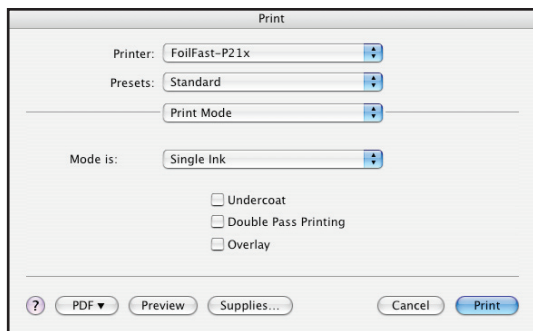 Print
Printer: FoilFast-P21x
Presets: Standard
Print Mode
Mode is: Single Ink
Undercoat
Double Pass Printing
Overlay
? PDF ▼ Preview Supplies... Cancel Print